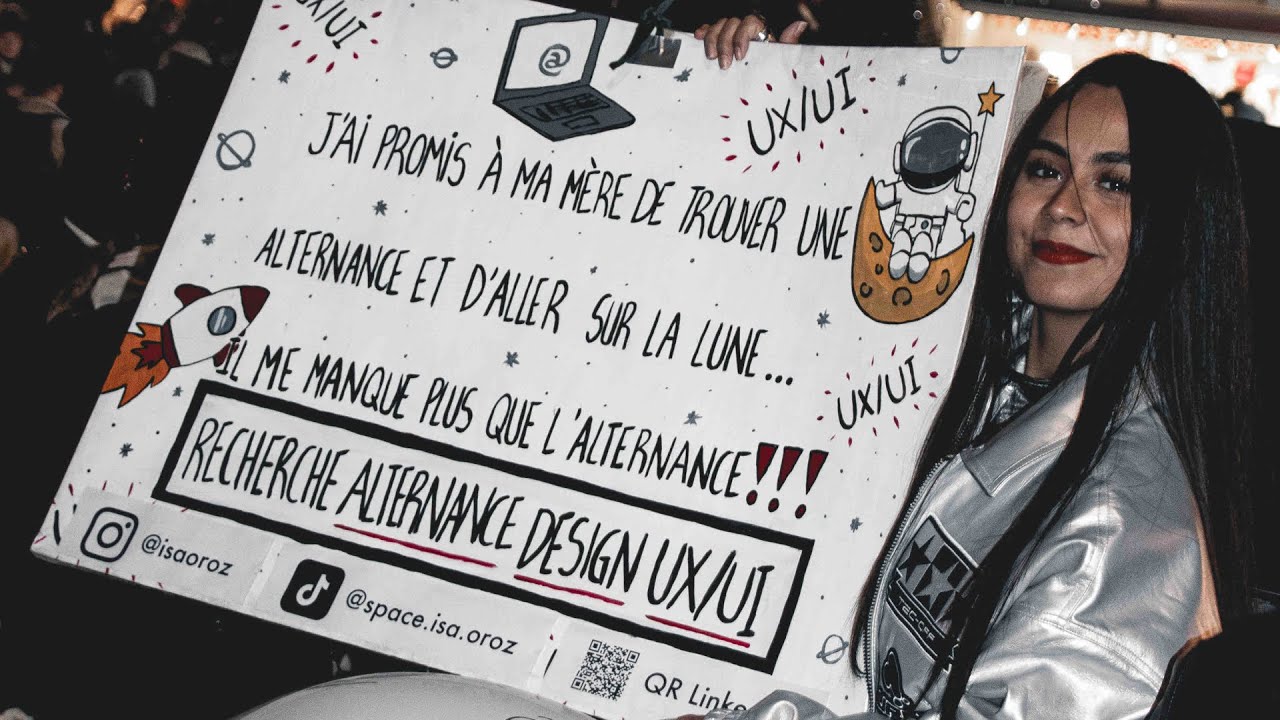 UX/UI
@
UX/UI
J'AI PROMIS À MA MÈRE DE TROUVER UNE
ALTERNANCE ET D'ALLER SUR LA LUNE...
IL ME MANQUE PLUS QUE L'ALTERNANCE!!!
UX/UI
RECHERCHE ALTERNANCE DESIGN UX/UI
@isaoroz
@space.isa.oroz
QR Linke